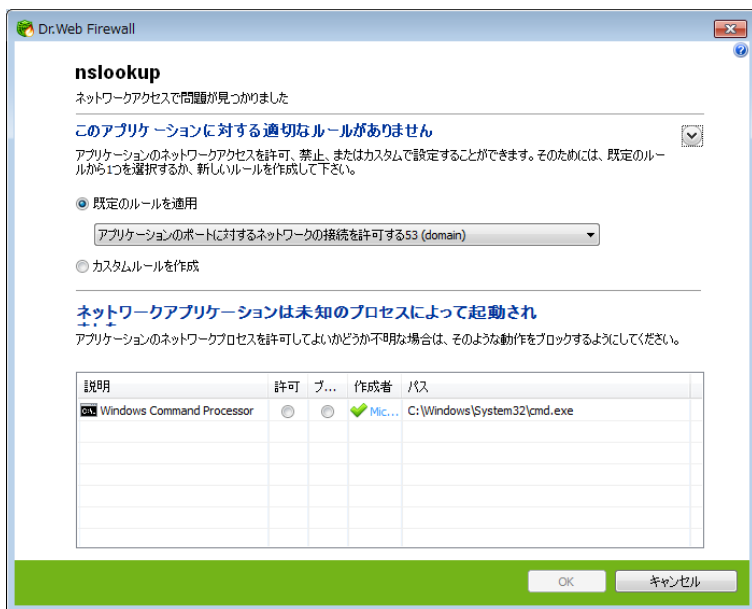 Dr.Web Firewall
nslookup
ネットワークアクセスで問題が見つかりました
このアプリケーションに対する適切なルールがありません
アプリケーションのネットワークアクセスを許可、禁止、またはカスタムで設定することができます。そのためには、既定のルー
ルから1つを選択するか、新しいルールを作成して下さい。
既定のルールを適用
アプリケーションのポートに対するネットワークの接続を許可する53 (domain)
カスタムルールを作成
ネットワークアプリケーションは未知のプロセスによって起動され
アプリケーションのネットワークプロセスを許可してよいかどうか不明な場合は、そのような動作をブロックするようにしてください。
説明 許可 ブ... 作成者 パス
Windows Command Processor Mic... C:\Windows\System32\cmd.exe
OK キャンセル